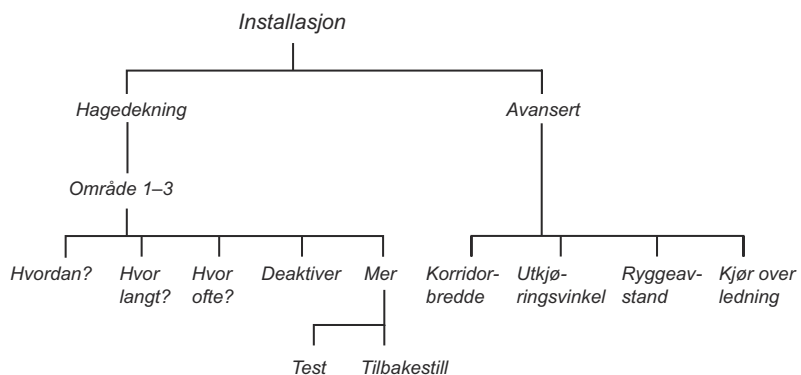 Installasjon
Hagedekning
Avansert
Område 1–3
Hvordan?
Hvor
langt?
Hvor
ofte?
Deaktiver
Mer
Korridor-
bredde
Utkjø-
ringsvinkel
Ryggeav-
stand
Kjør over
ledning
Test
Tilbakestill